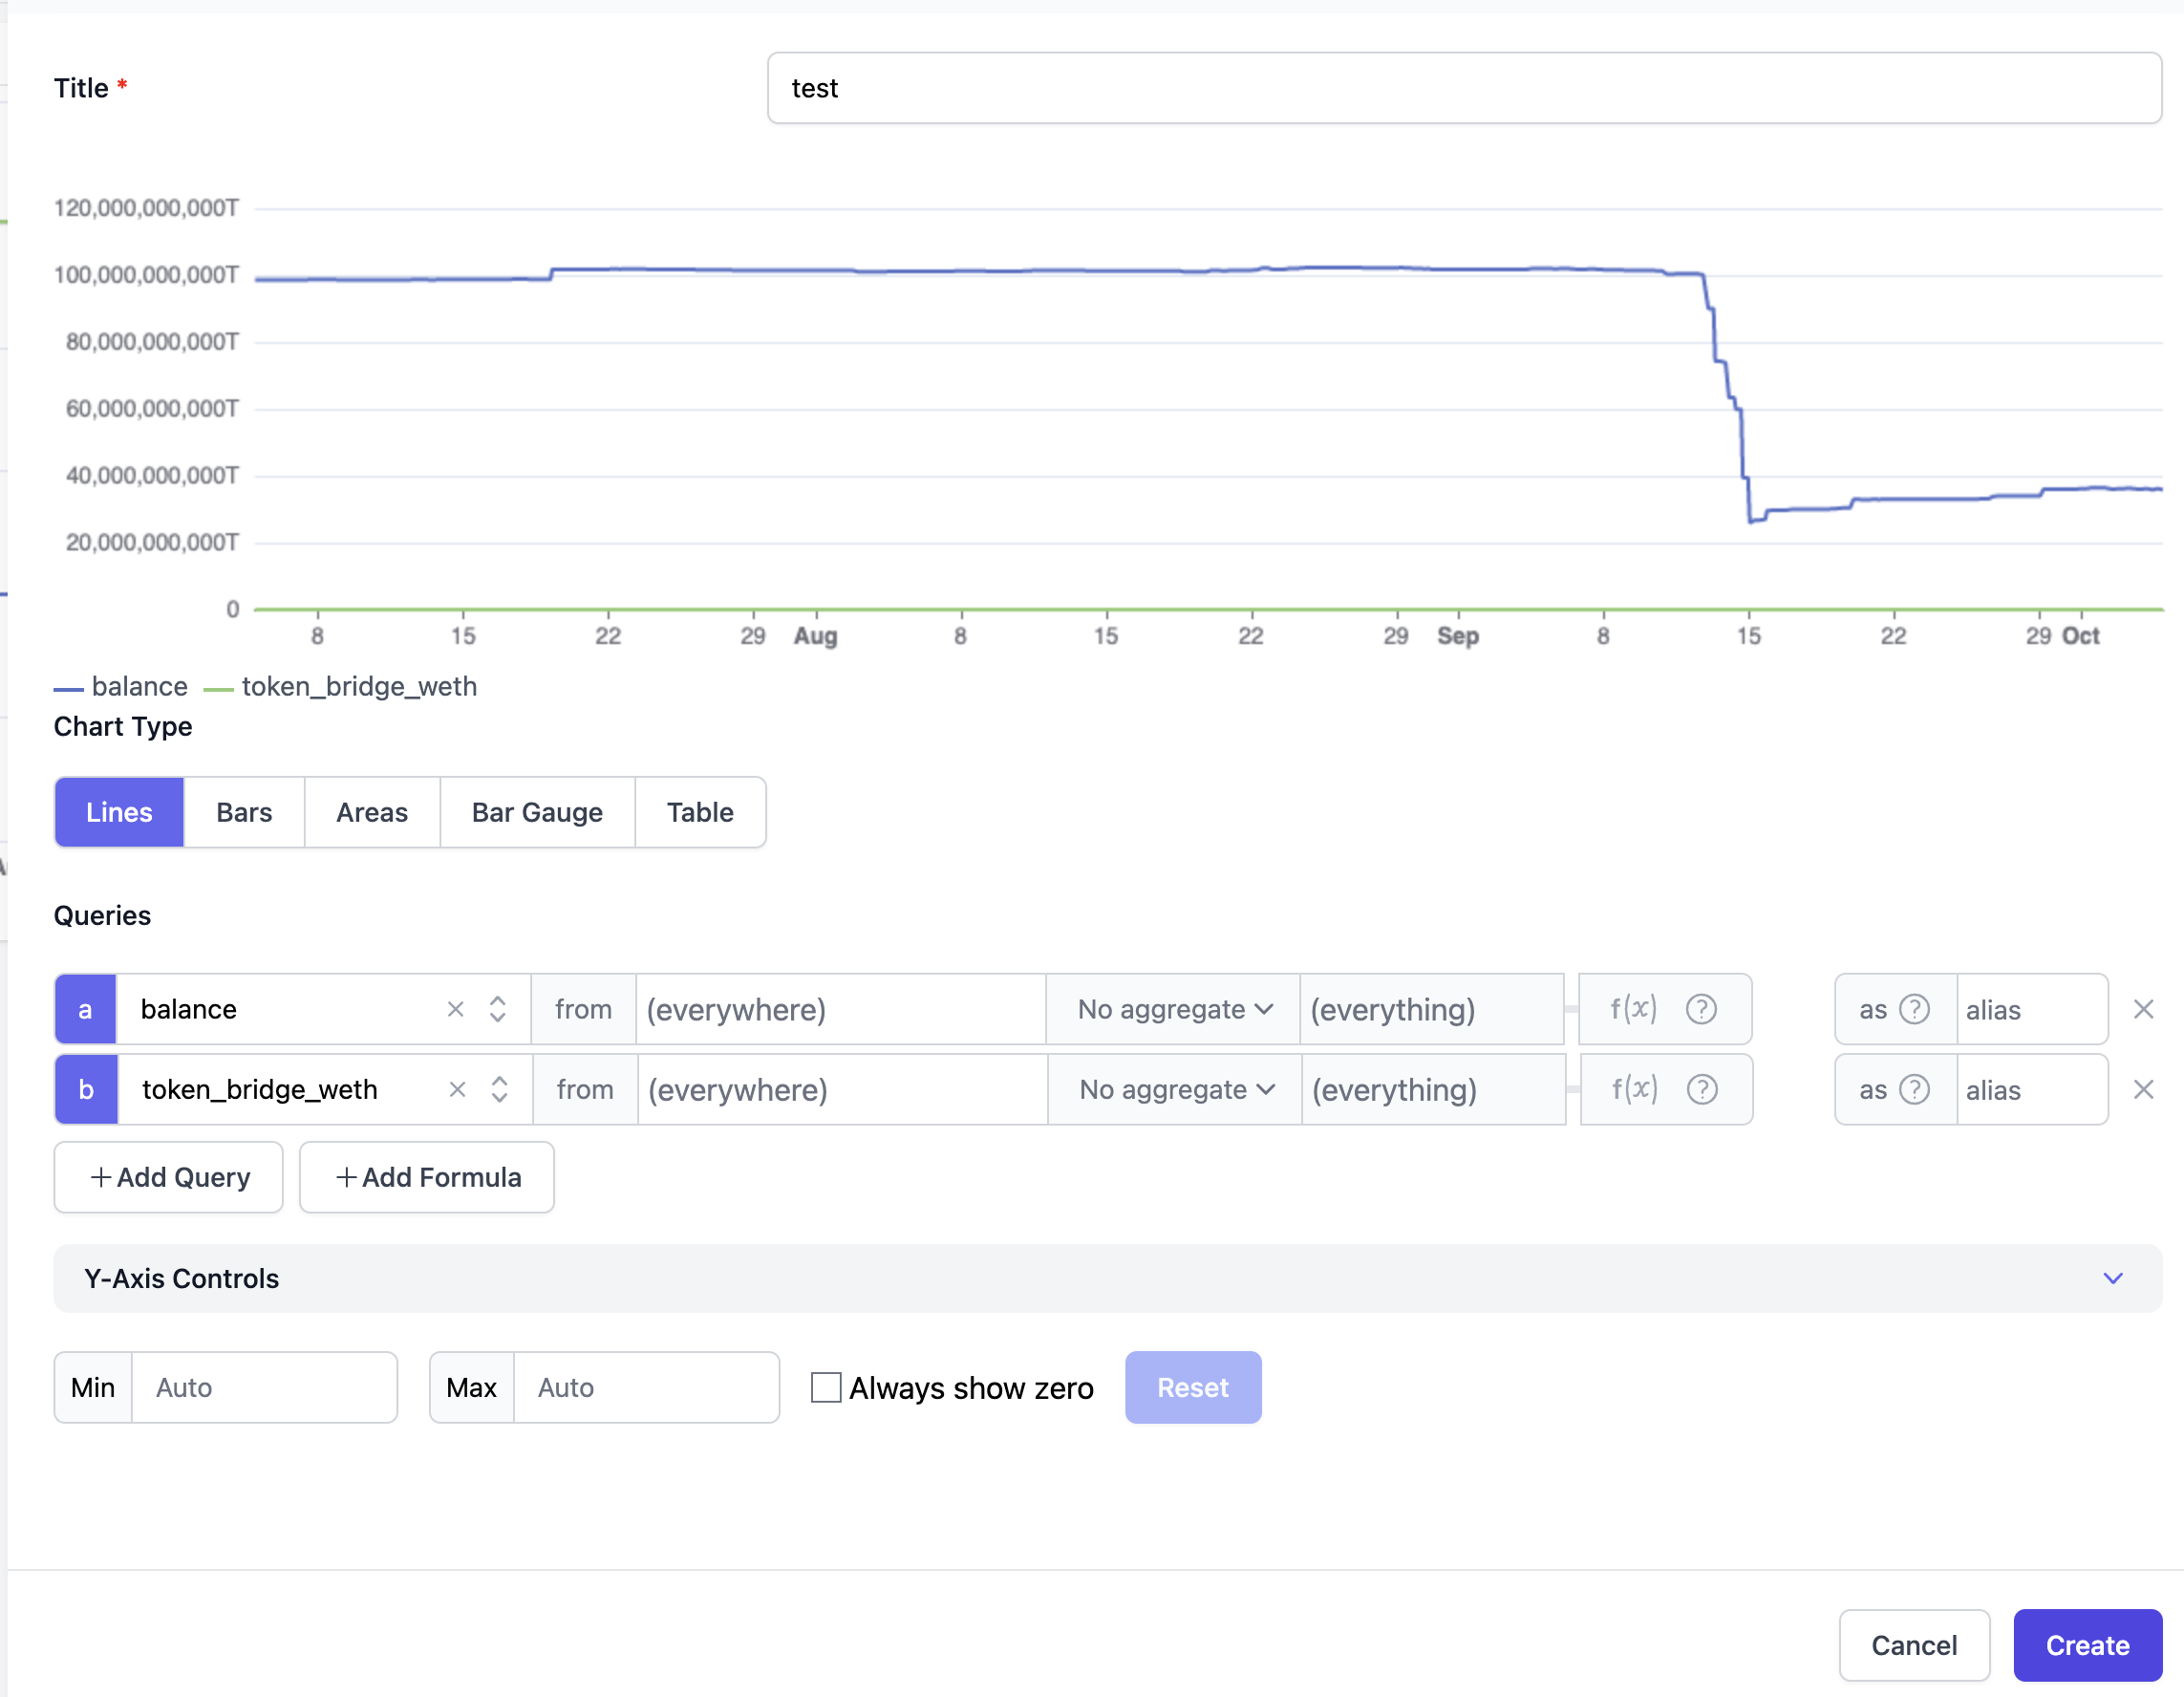 Title *
test
120,000,000,000T
100,000,000,000T
80,000,000,000T
60,000,000,000T
40,000,000,000T
20,000,000,000T
0
8 15 22 29 Aug 8 15 22 29 Sep 8 15 22 29 Oct
balance token_bridge_weth
Chart Type
Lines Bars Areas Bar Gauge Table
Queries
a balance from (everywhere) No aggregate (everything) f(x) ? as ? alias
b token_bridge_weth from (everywhere) No aggregate (everything) f(x) ? as ? alias
+Add Query +Add Formula
Y-Axis Controls
Min Auto Max Auto Always show zero Reset
Cancel Create